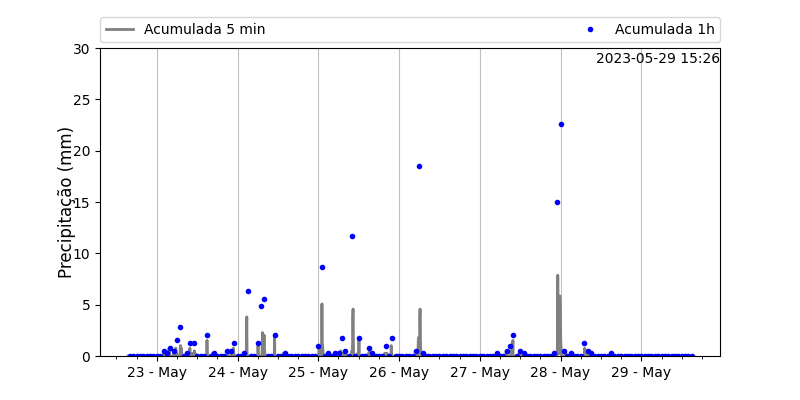 Acumulada 5 min
Acumulada 1h
2023-05-29 15:26
Precipitação (mm)
30
25
20
15
10
5
0
23 - May
24 - May
25 - May
26 - May
27 - May
28 - May
29 - May